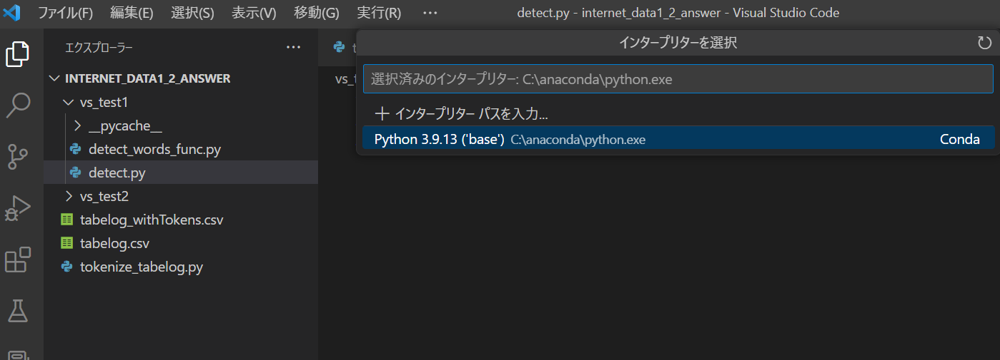 ファイル(F) 編集(E) 選択(S) 表示(V) 移動(G) 実行(R) ··· detect.py - internet_data1_2_answer - Visual Studio Code
エクスプローラー ···
INTERNET_DATA1_2_ANSWER
vs_test1
__pycache__
detect_words_func.py
detect.py
vs_test2
tabelog_withTokens.csv
tabelog.csv
tokenize_tabelog.py
インタープリターを選択
選択済みのインタープリター: C:\anaconda\python.exe
+ インタープリター パスを入力...
Python 3.9.13 ('base') C:\anaconda\python.exe Conda